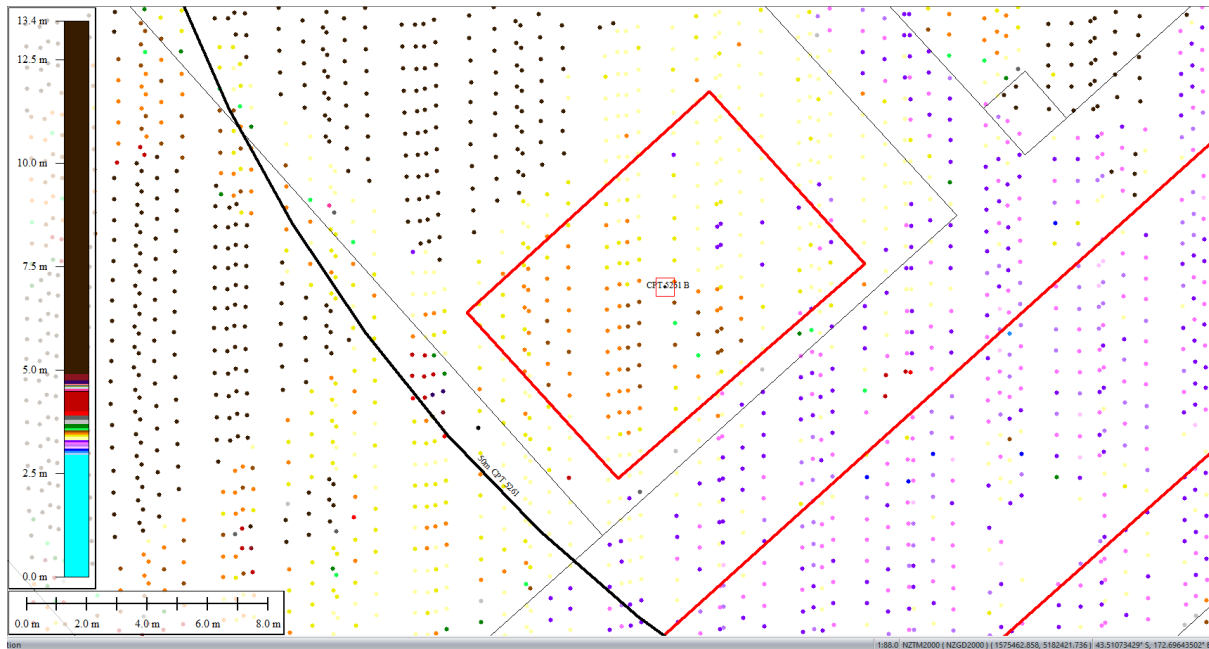 13.4 m
12.5 m
10.0 m
7.5 m
5.0 m
2.5 m
0.0 m
CPT 5261 B
50m CPT 5261
0.0 m 2.0 m 4.0 m 6.0 m 8.0 m
tion 1:88.0 NZTM2000 ( NZGD2000 ) ( 1575462.858, 5182421.736 ) 43.51073429° S, 172.69643502° E